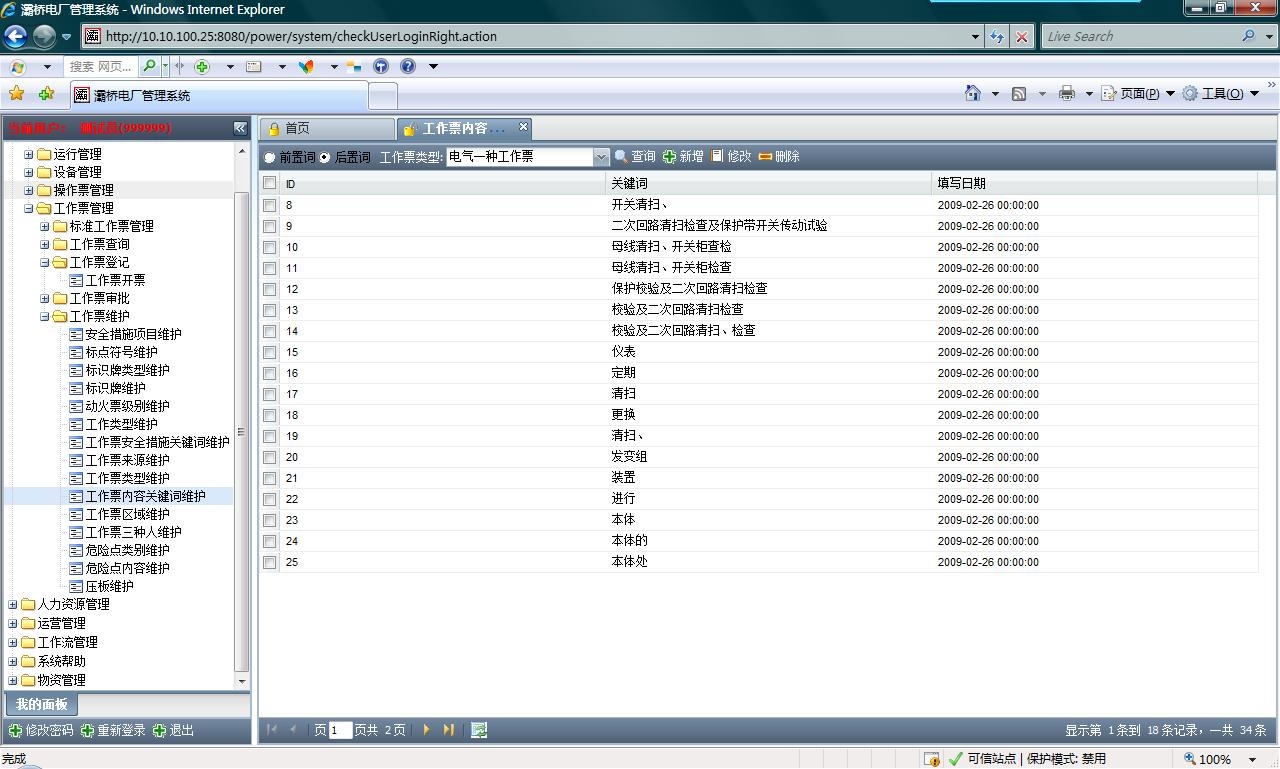 灞桥电厂管理系统 - Windows Internet Explorer
http://10.10.100.25:8080/power/system/checkUserLoginRight.action
Live Search
搜索 网页...
灞桥电厂管理系统
页面(P)
工具(O)
当前用户： 测试员(999999)
首页
工作票内容...
运行管理
设备管理
操作票管理
工作票管理
标准工作票管理
工作票查询
工作票登记
工作票开票
工作票审批
工作票维护
安全措施项目维护
标点符号维护
标识牌类型维护
标识牌维护
动火票级别维护
工作类型维护
工作票安全措施关键词维护
工作票来源维护
工作票类型维护
工作票内容关键词维护
工作票区域维护
工作票三种人维护
危险点类别维护
危险点内容维护
压板维护
人力资源管理
运营管理
工作流管理
系统帮助
物资管理
我的面板
修改密码 重新登录 退出
前置词 后置词 工作票类型: 电气一种工作票 查询 新增 修改 删除
ID 关键词 填写日期
8 开关清扫、 2009-02-26 00:00:00
9 二次回路清扫检查及保护带开关传动试验 2009-02-26 00:00:00
10 母线清扫、开关柜查检 2009-02-26 00:00:00
11 母线清扫、开关柜检查 2009-02-26 00:00:00
12 保护校验及二次回路清扫检查 2009-02-26 00:00:00
13 校验及二次回路清扫检查 2009-02-26 00:00:00
14 校验及二次回路清扫、检查 2009-02-26 00:00:00
15 仪表 2009-02-26 00:00:00
16 定期 2009-02-26 00:00:00
17 清扫 2009-02-26 00:00:00
18 更换 2009-02-26 00:00:00
19 清扫、 2009-02-26 00:00:00
20 发变组 2009-02-26 00:00:00
21 装置 2009-02-26 00:00:00
22 进行 2009-02-26 00:00:00
23 本体 2009-02-26 00:00:00
24 本体的 2009-02-26 00:00:00
25 本体处 2009-02-26 00:00:00
页 1 页共 2 页
显示第 1条到 18 条记录，一共 34 条
完成
可信站点 | 保护模式: 禁用
100%